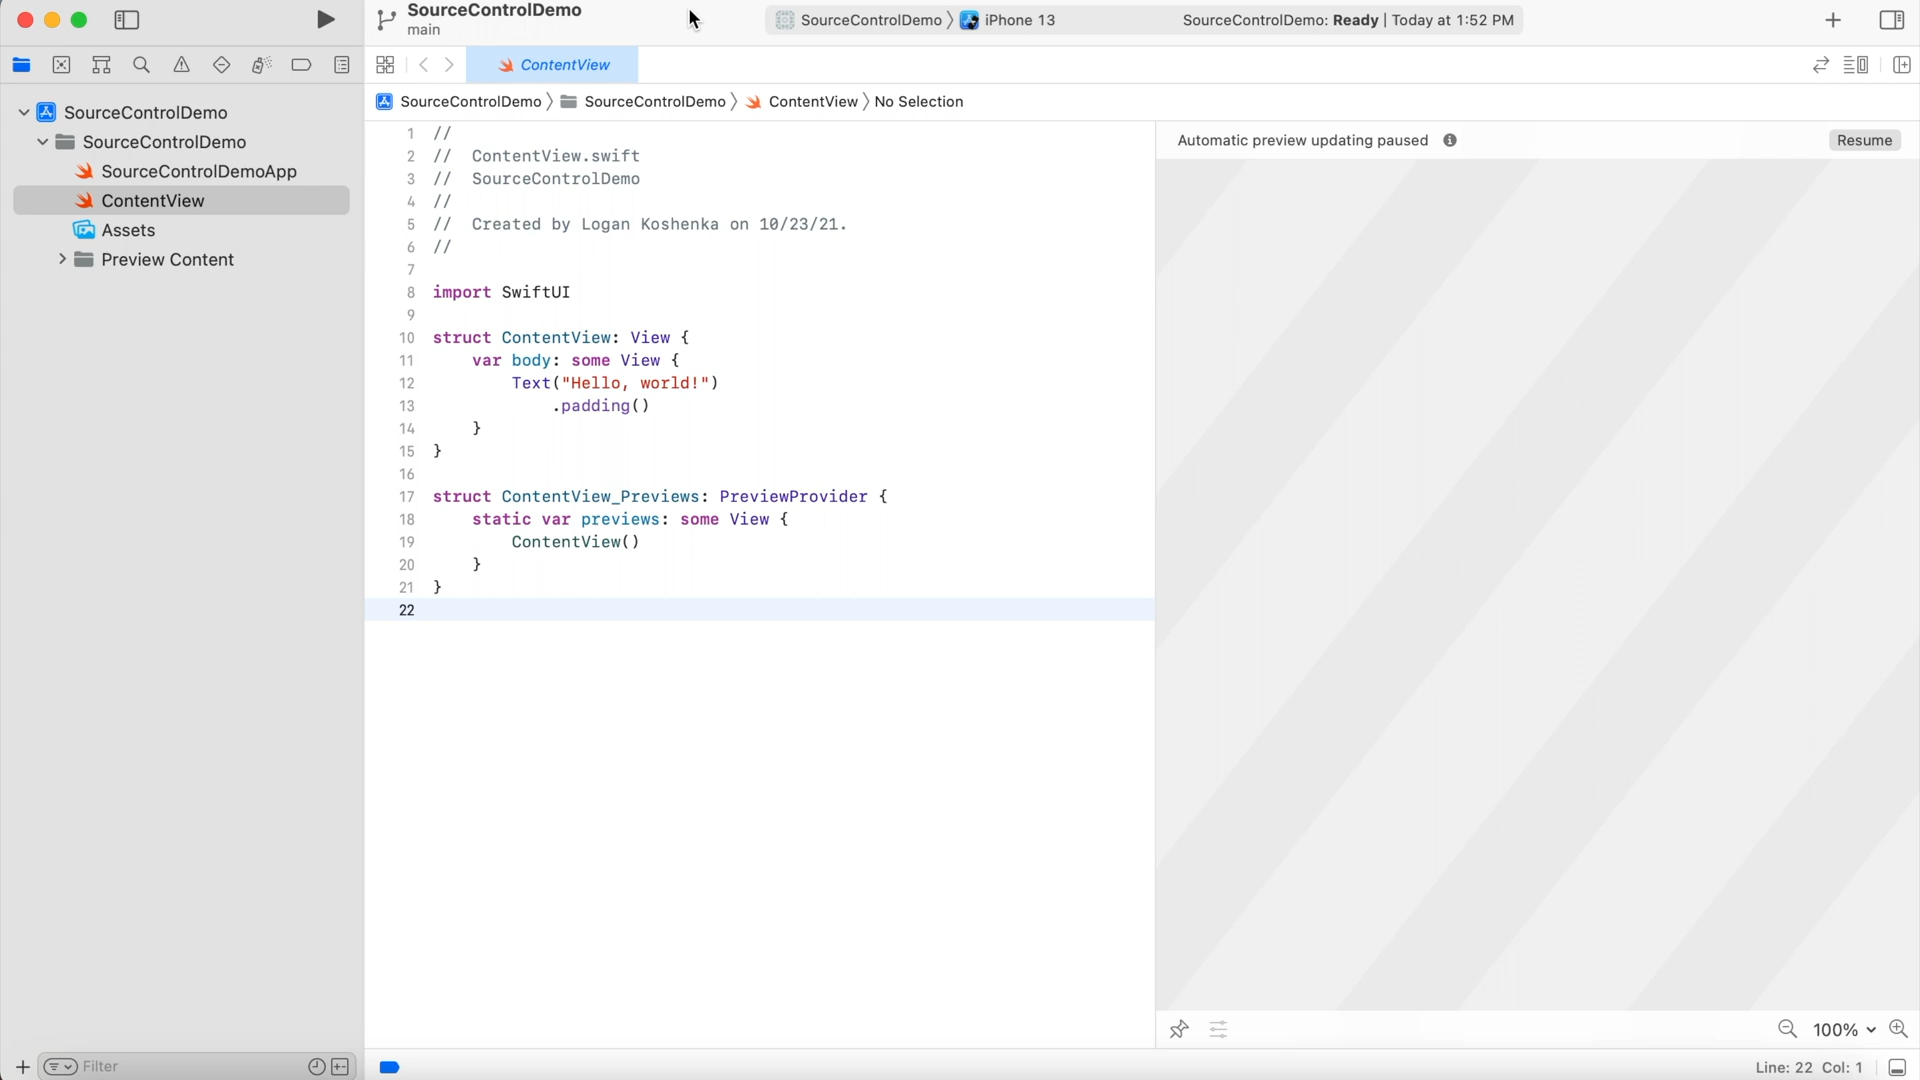 SourceControlDemo
main
SourceControlDemo
iPhone 13
SourceControlDemo: Ready | Today at 1:52 PM
ContentView
SourceControlDemo
SourceControlDemo
ContentView
No Selection
SourceControlDemo
SourceControlDemo
SourceControlDemoApp
ContentView
Assets
Preview Content
1 //
2 // ContentView.swift
3 // SourceControlDemo
4 //
5 // Created by Logan Koshenka on 10/23/21.
6 //
7
8 import SwiftUI
9
10 struct ContentView: View {
11 var body: some View {
12 Text("Hello, world!")
13 .padding()
14 }
15 }
16
17 struct ContentView_Previews: PreviewProvider {
18 static var previews: some View {
19 ContentView()
20 }
21 }
22
Automatic preview updating paused
Resume
100%
Filter
Line: 22 Col: 1